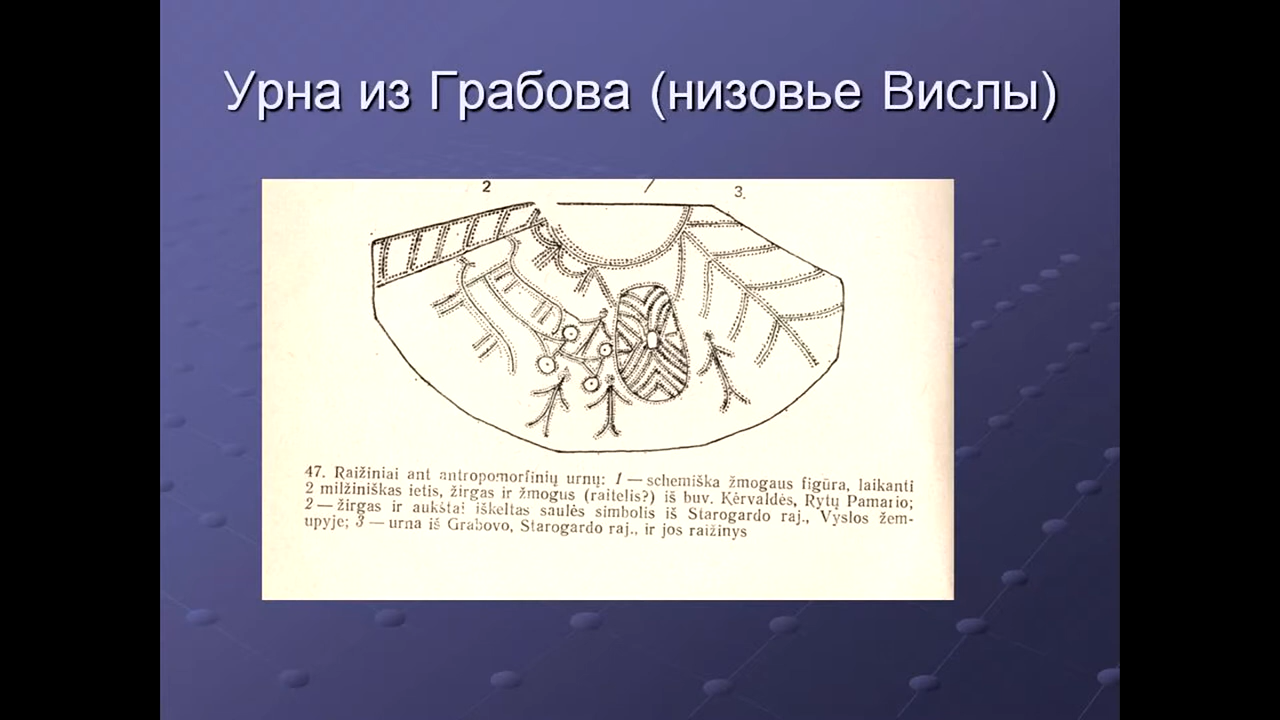 Урна из Грабова (низовье Вислы)
2 3.
47. Raižiniai ant antropomorfinių urnų: 1 — schemiška žmogaus figūra, laikanti
2 milžiniškas ietis, žirgas ir žmogus (raitelis?) iš buv. Kėrvaldės, Rytų Pamario;
2 — žirgas ir aukštai iškeltas saulės simbolis iš Starogardo raj., Vyslos žem-
upyje; 3 — urna iš Grabovo, Starogardo raj., ir jos raižinys